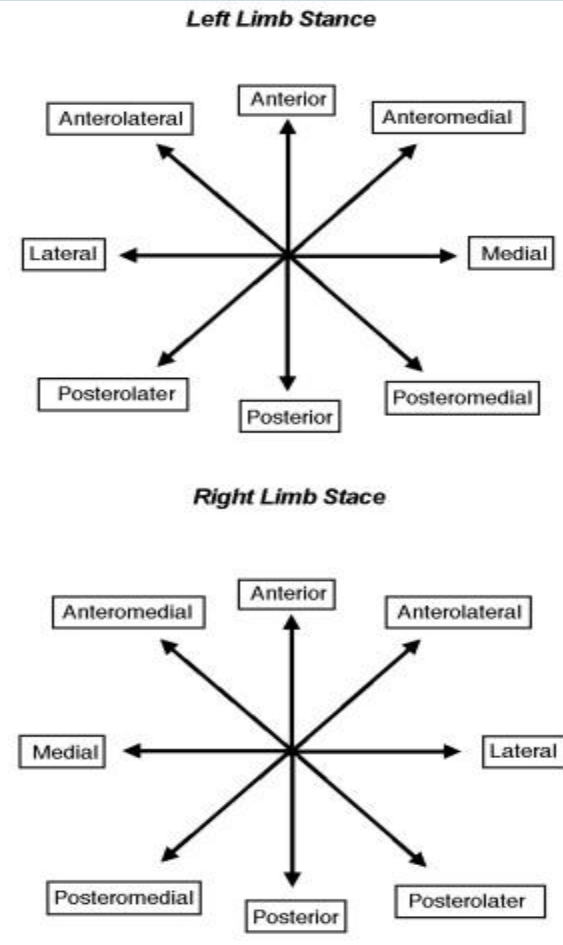 Left Limb Stance
Anterior
Anterolateral
Anteromedial
Lateral
Medial
Posterolater
Posterior
Posteromedial
Right Limb Stace
Anterior
Anteromedial
Anterolateral
Medial
Lateral
Posteromedial
Posterior
Posterolater